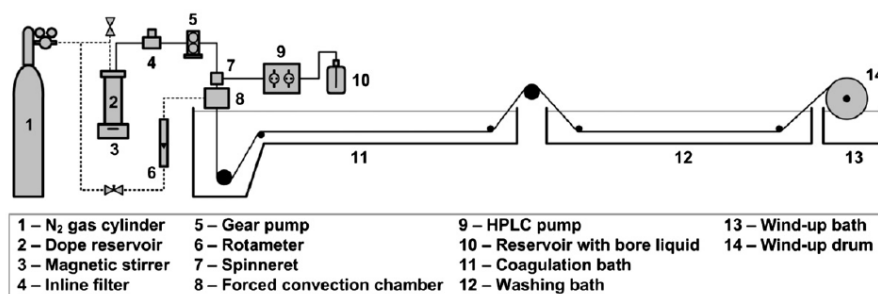 5
9
14
4
7
10
2
8
1
3
6
11
12
13
1 – N₂ gas cylinder
2 – Dope reservoir
3 – Magnetic stirrer
4 – Inline filter
5 – Gear pump
6 – Rotameter
7 – Spinneret
8 – Forced convection chamber
9 – HPLC pump
10 – Reservoir with bore liquid
11 – Coagulation bath
12 – Washing bath
13 – Wind-up bath
14 – Wind-up drum